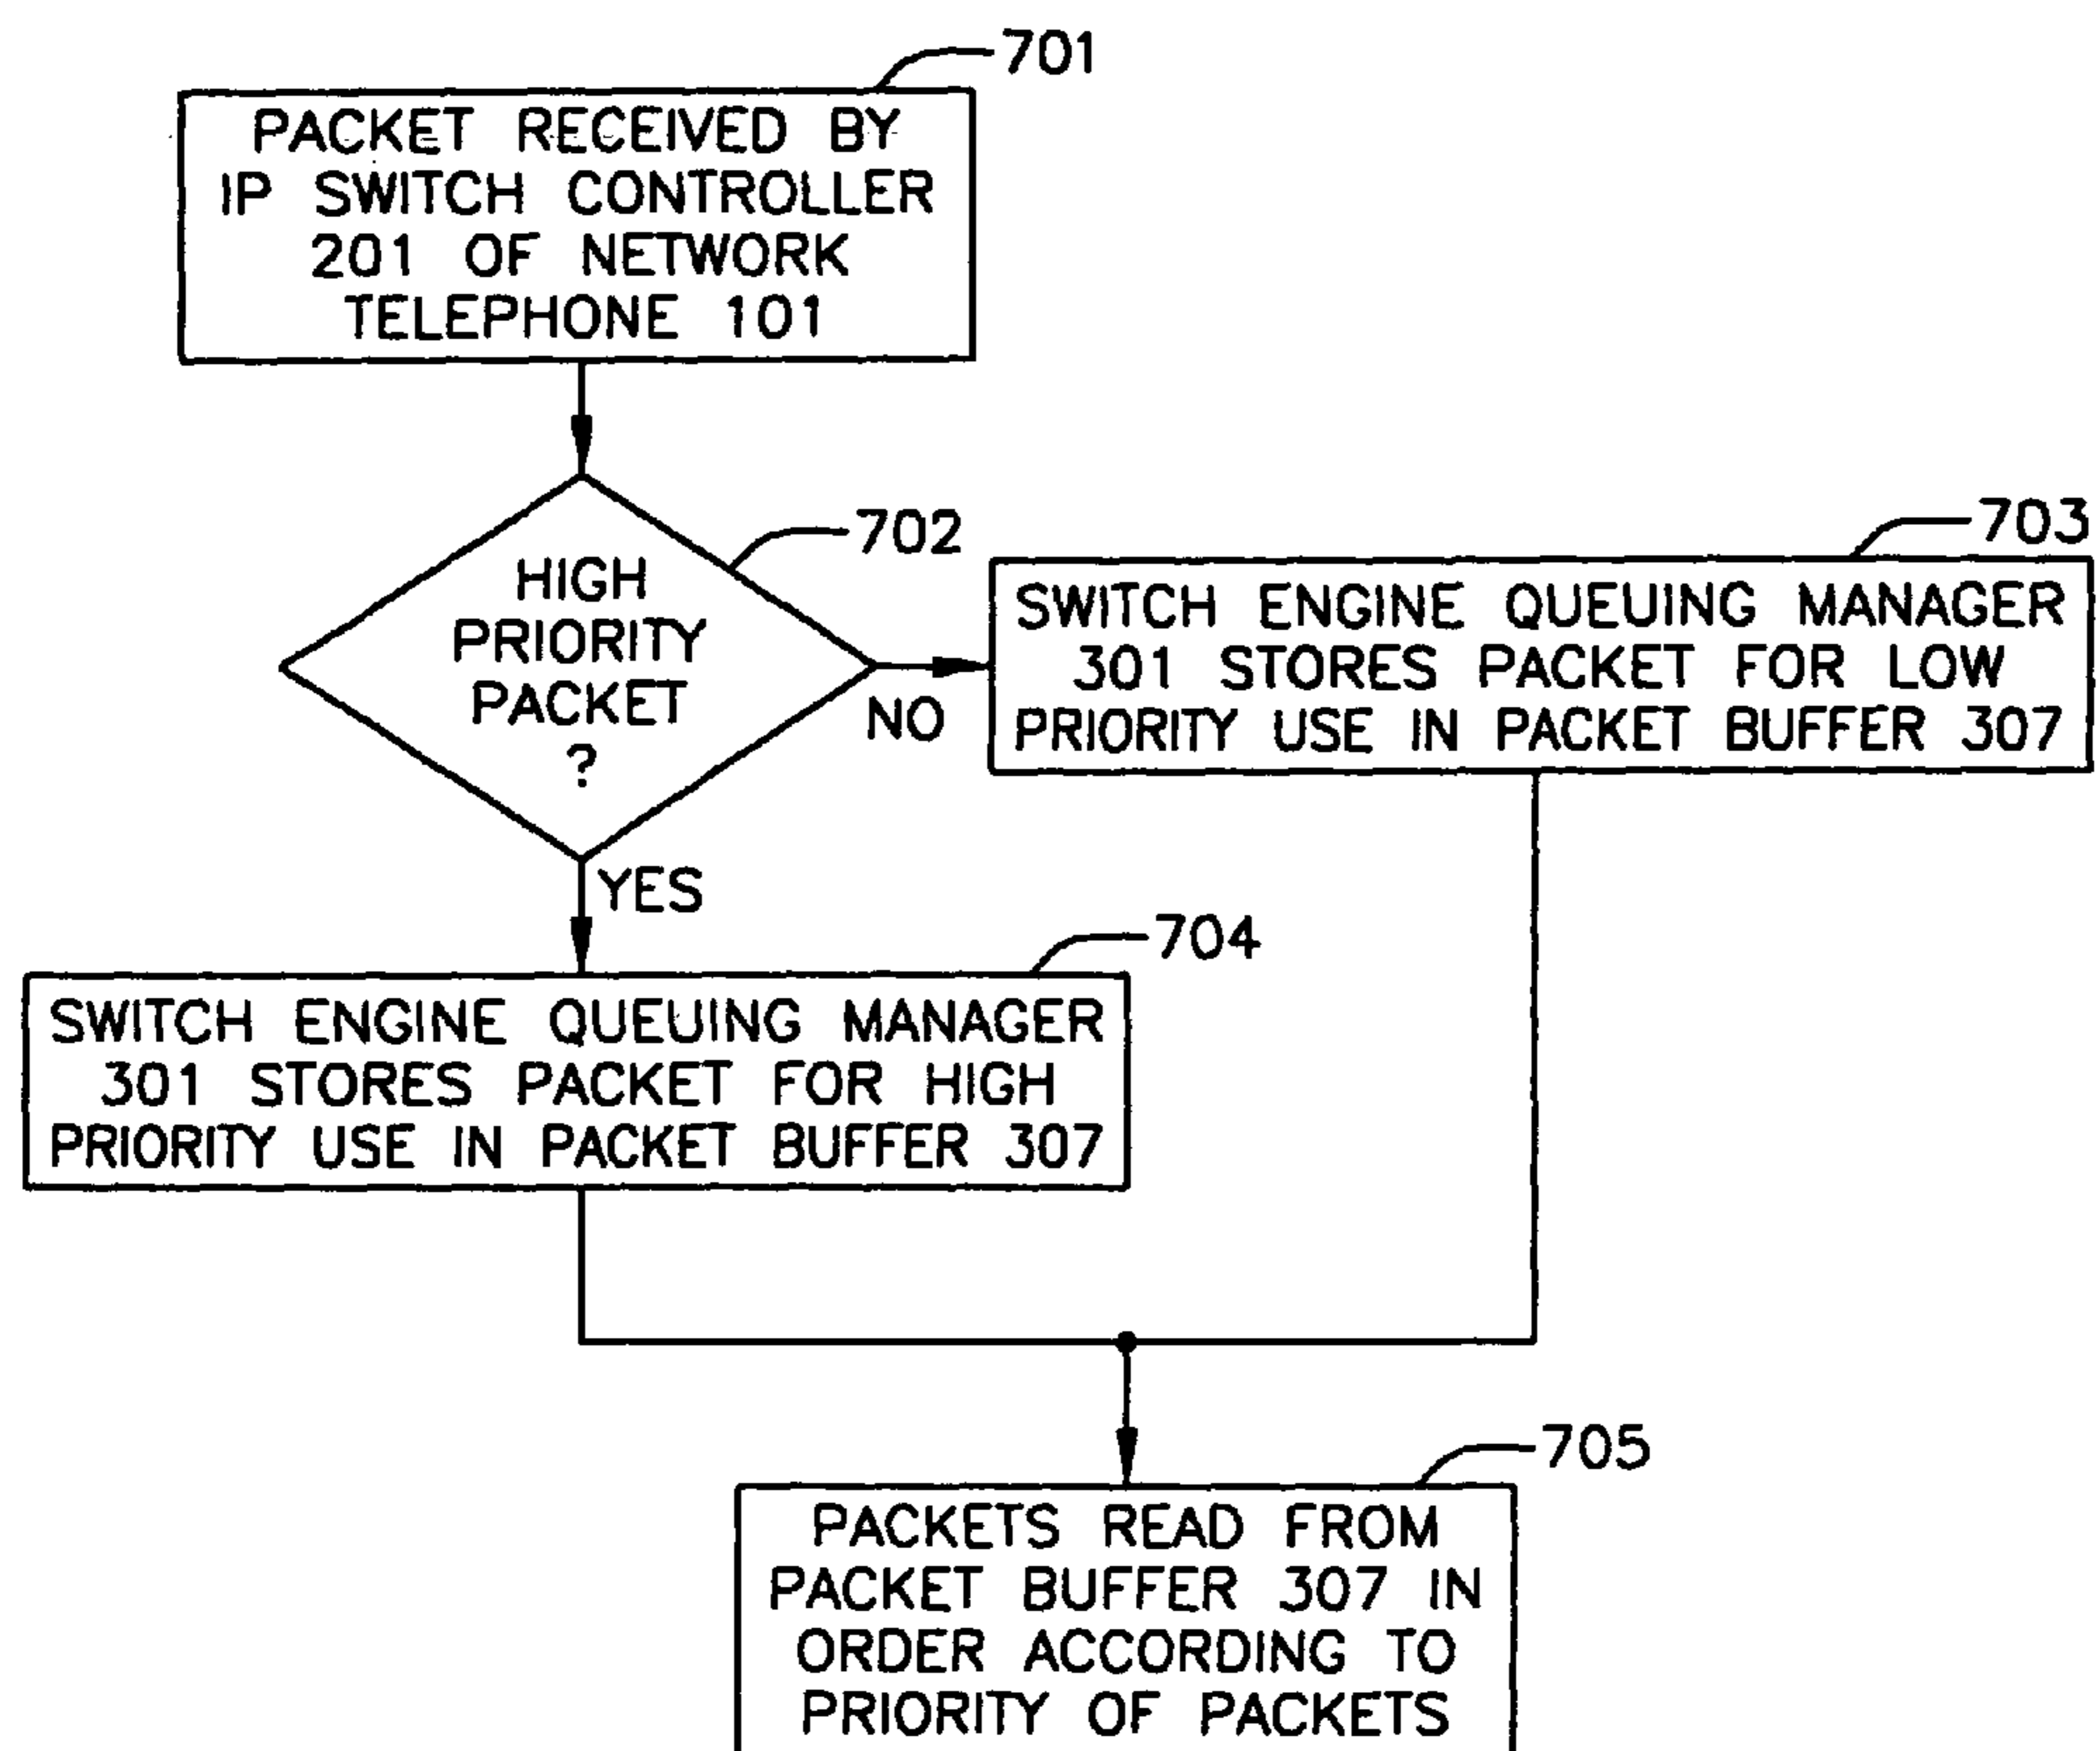 701
PACKET RECEIVED BY
IP SWITCH CONTROLLER
201 OF NETWORK
TELEPHONE 101
702
HIGH
PRIORITY
PACKET
?
NO
703
SWITCH ENGINE QUEUING MANAGER
301 STORES PACKET FOR LOW
PRIORITY USE IN PACKET BUFFER 307
YES
704
SWITCH ENGINE QUEUING MANAGER
301 STORES PACKET FOR HIGH
PRIORITY USE IN PACKET BUFFER 307
705
PACKETS READ FROM
PACKET BUFFER 307 IN
ORDER ACCORDING TO
PRIORITY OF PACKETS